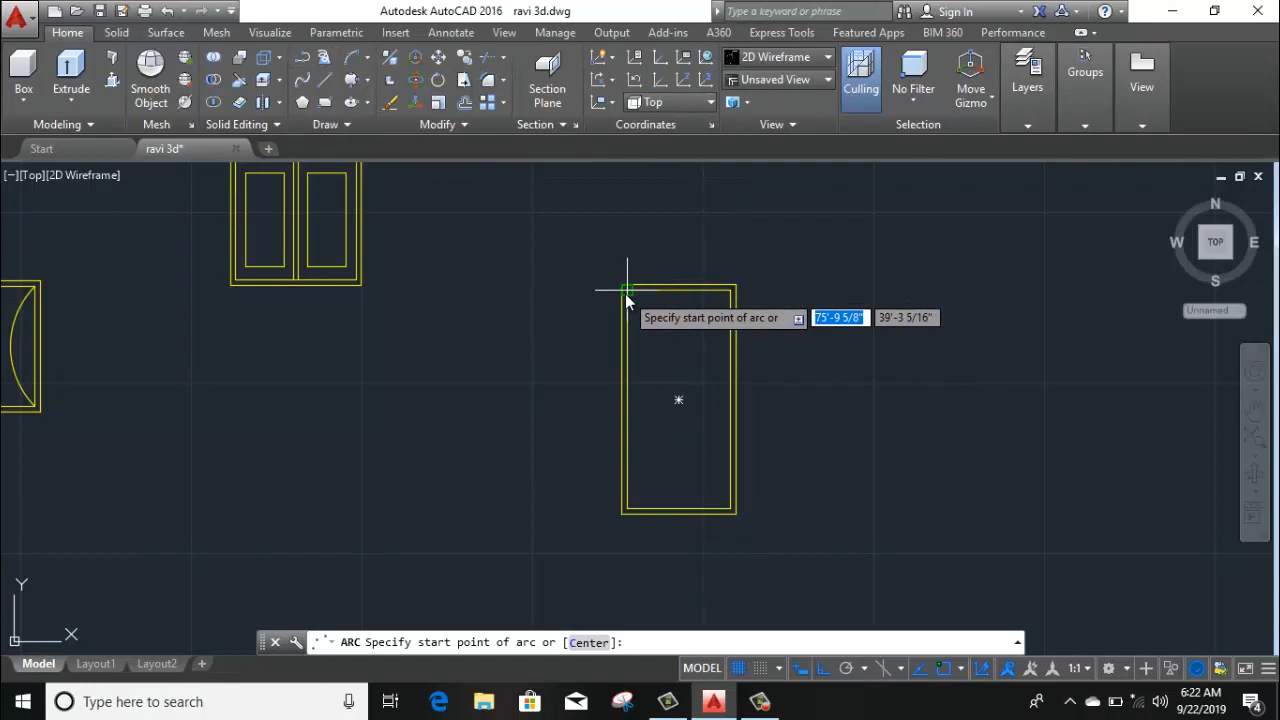 Autodesk AutoCAD 2016 ravi 3d.dwg
Type a keyword or phrase
Sign In
Home Solid Surface Mesh Visualize Parametric Insert Annotate View Manage Output Add-ins A360 Express Tools Featured Apps BIM 360 Performance
2D Wireframe
Unsaved View
Top
Box Extrude Smooth Object Section Plane Culling No Filter Move Gizmo Layers Groups View
Modeling Mesh Solid Editing Draw Modify Section Coordinates View Selection
Start ravi 3d*
[−][Top][2D Wireframe]
N
W TOP E
S
Unnamed
Specify start point of arc or 75'-9 5/8" 39'-3 5/16"
Y
X
ARC Specify start point of arc or [Center]:
Model Layout1 Layout2 MODEL 1:1
Type here to search
6:22 AM
9/22/2019